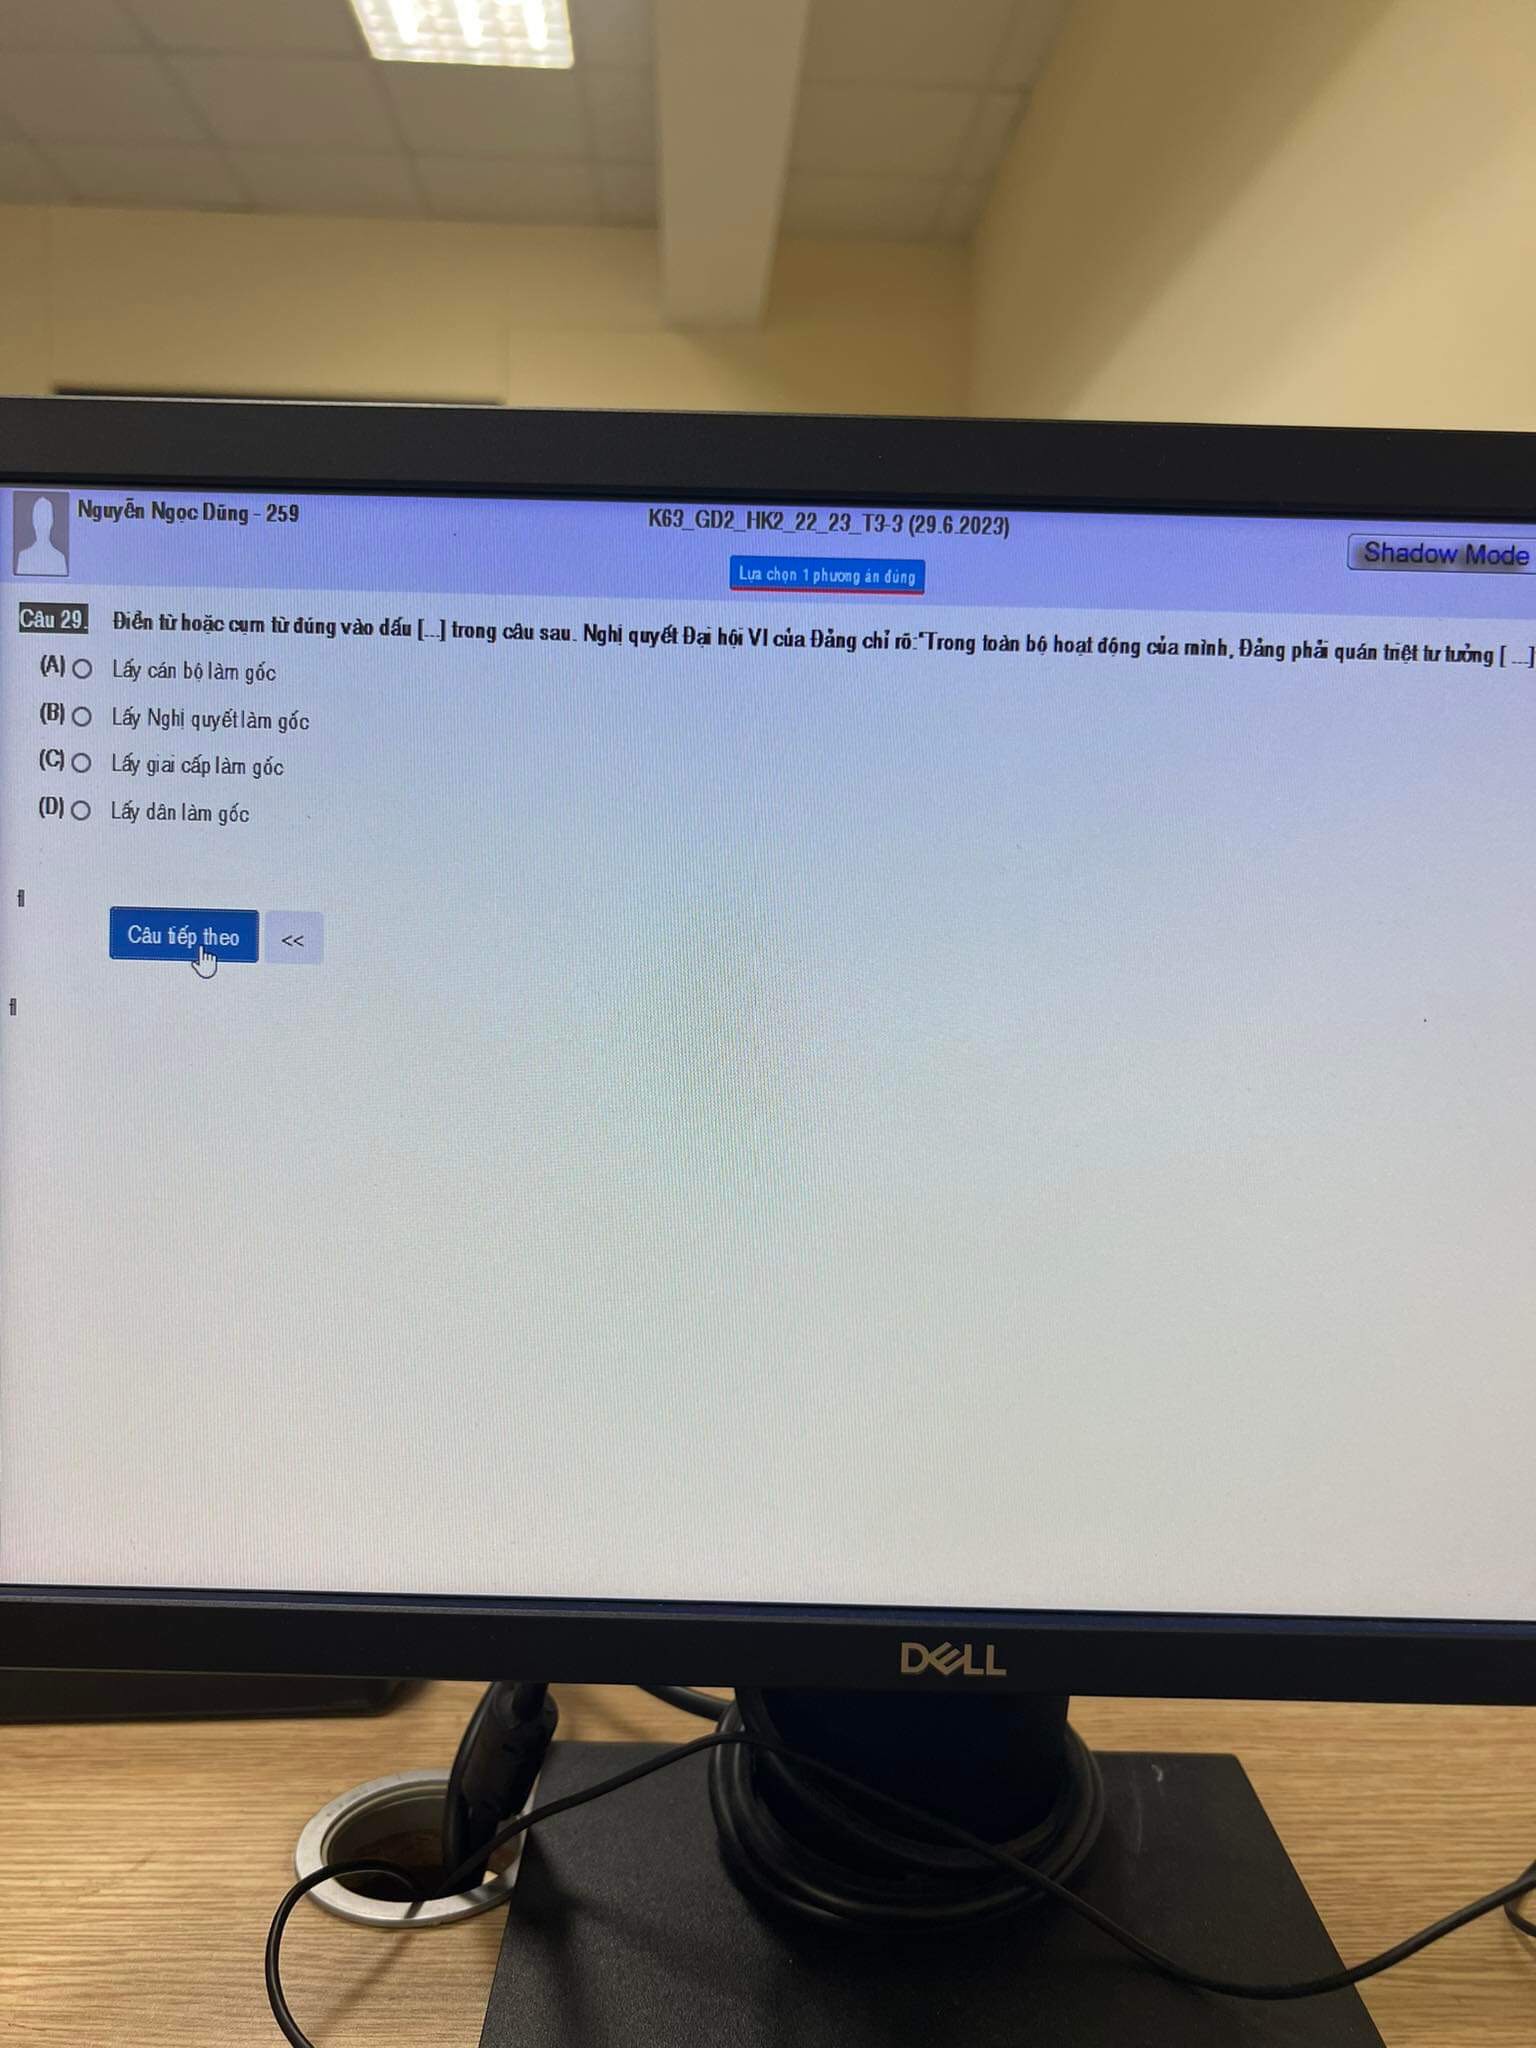 Nguyễn Ngọc Dũng - 259
K63_GD2_HK2_22_23_T3-3 (29.6.2023)
Shadow Mode
Lựa chọn 1 phương án đúng
Câu 29. Điền từ hoặc cụm từ đúng vào dấu [...] trong câu sau. Nghị quyết Đại hội VI của Đảng chỉ rõ:"Trong toàn bộ hoạt động của mình, Đảng phải quán triệt tư tưởng [ ...]
(A) Lấy cán bộ làm gốc
(B) Lấy Nghị quyết làm gốc
(C) Lấy giai cấp làm gốc
(D) Lấy dân làm gốc
Câu tiếp theo <<
DELL